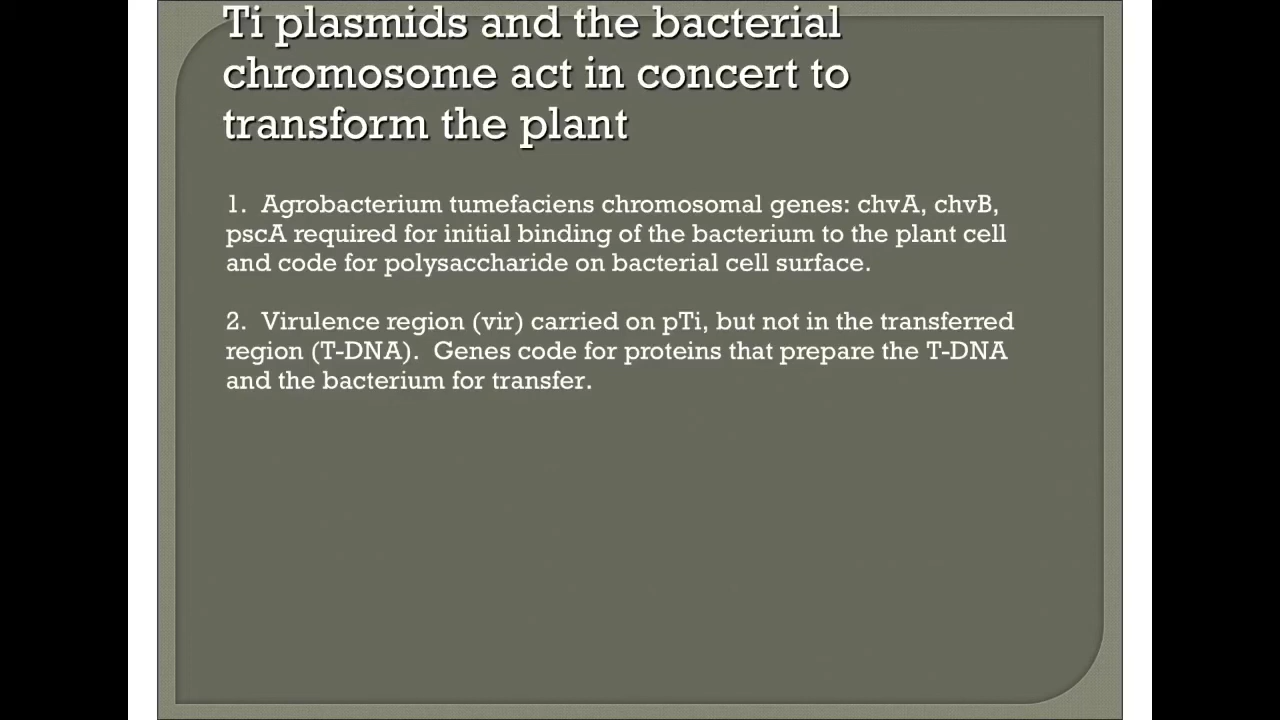 Ti plasmids and the bacterial
chromosome act in concert to
transform the plant
1. Agrobacterium tumefaciens chromosomal genes: chvA, chvB,
pscA required for initial binding of the bacterium to the plant cell
and code for polysaccharide on bacterial cell surface.
2. Virulence region (vir) carried on pTi, but not in the transferred
region (T-DNA). Genes code for proteins that prepare the T-DNA
and the bacterium for transfer.